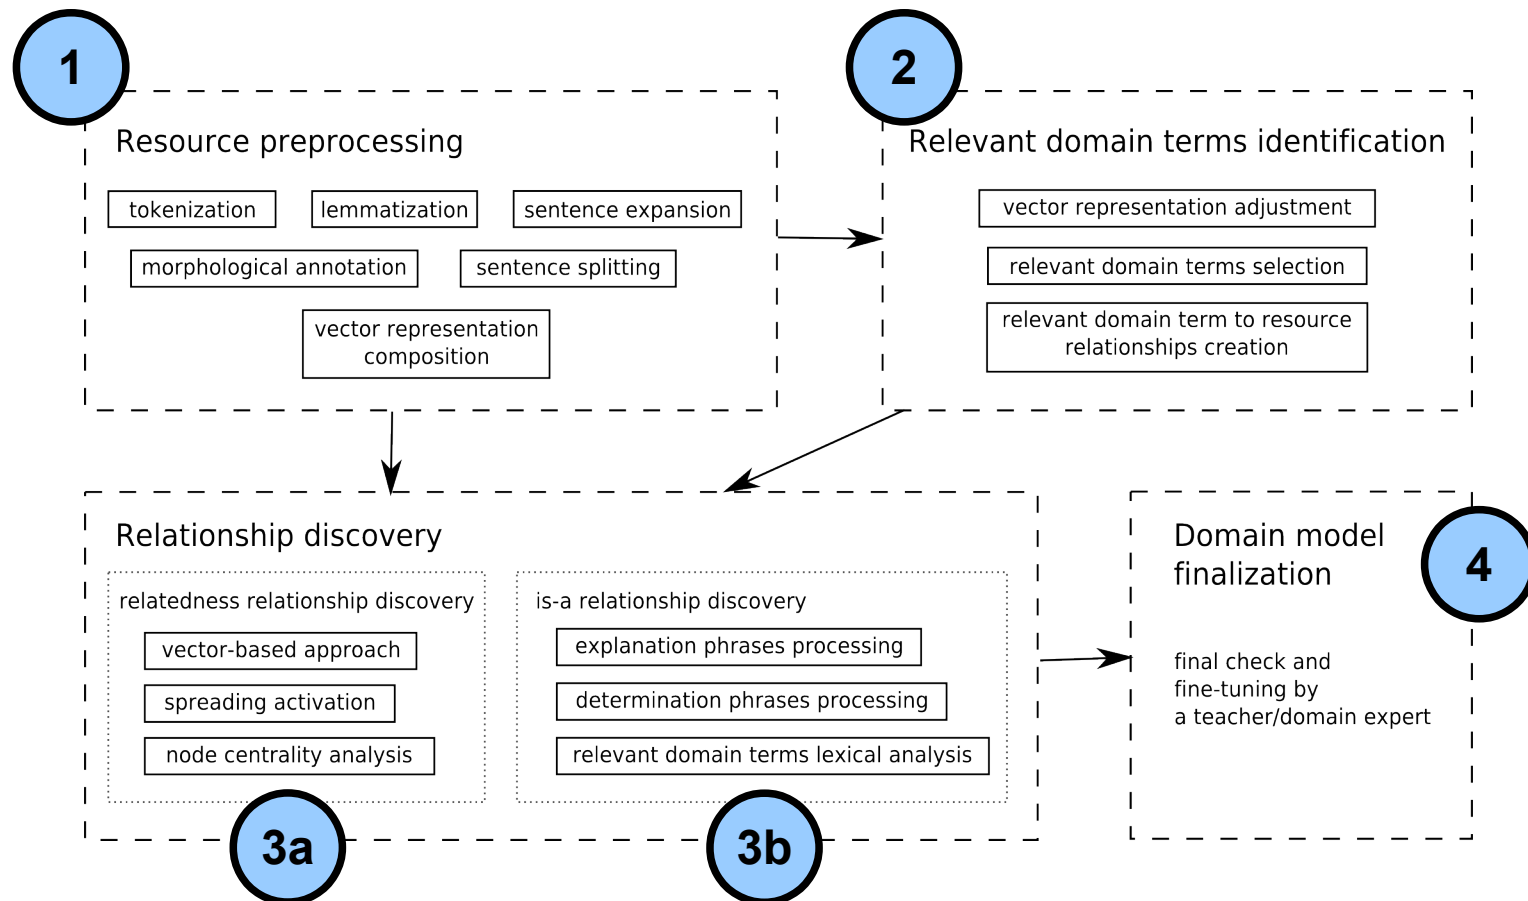 1
Resource preprocessing
tokenization
lemmatization
sentence expansion
morphological annotation
sentence splitting
vector representation
composition
2
Relevant domain terms identification
vector representation adjustment
relevant domain terms selection
relevant domain term to resource
relationships creation
Relationship discovery
relatedness relationship discovery
vector-based approach
spreading activation
node centrality analysis
3a
is-a relationship discovery
explanation phrases processing
determination phrases processing
relevant domain terms lexical analysis
3b
Domain model
finalization
4
final check and
fine-tuning by
a teacher/domain expert